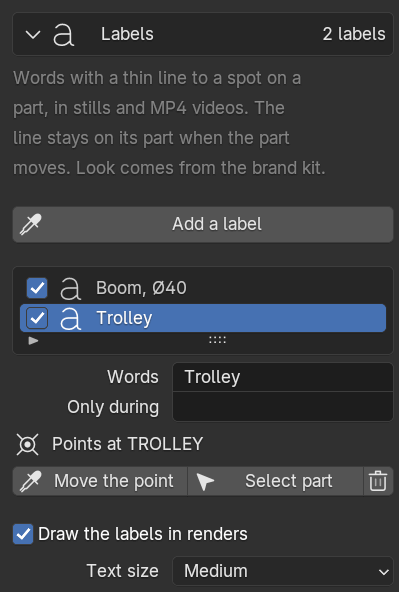 Labels 2 labels
Words with a thin line to a spot on a
part, in stills and MP4 videos. The
line stays on its part when the part
moves. Look comes from the brand kit.
Add a label
a Boom, Ø40
a Trolley
Words Trolley
Only during
Points at TROLLEY
Move the point Select part
Draw the labels in renders
Text size Medium